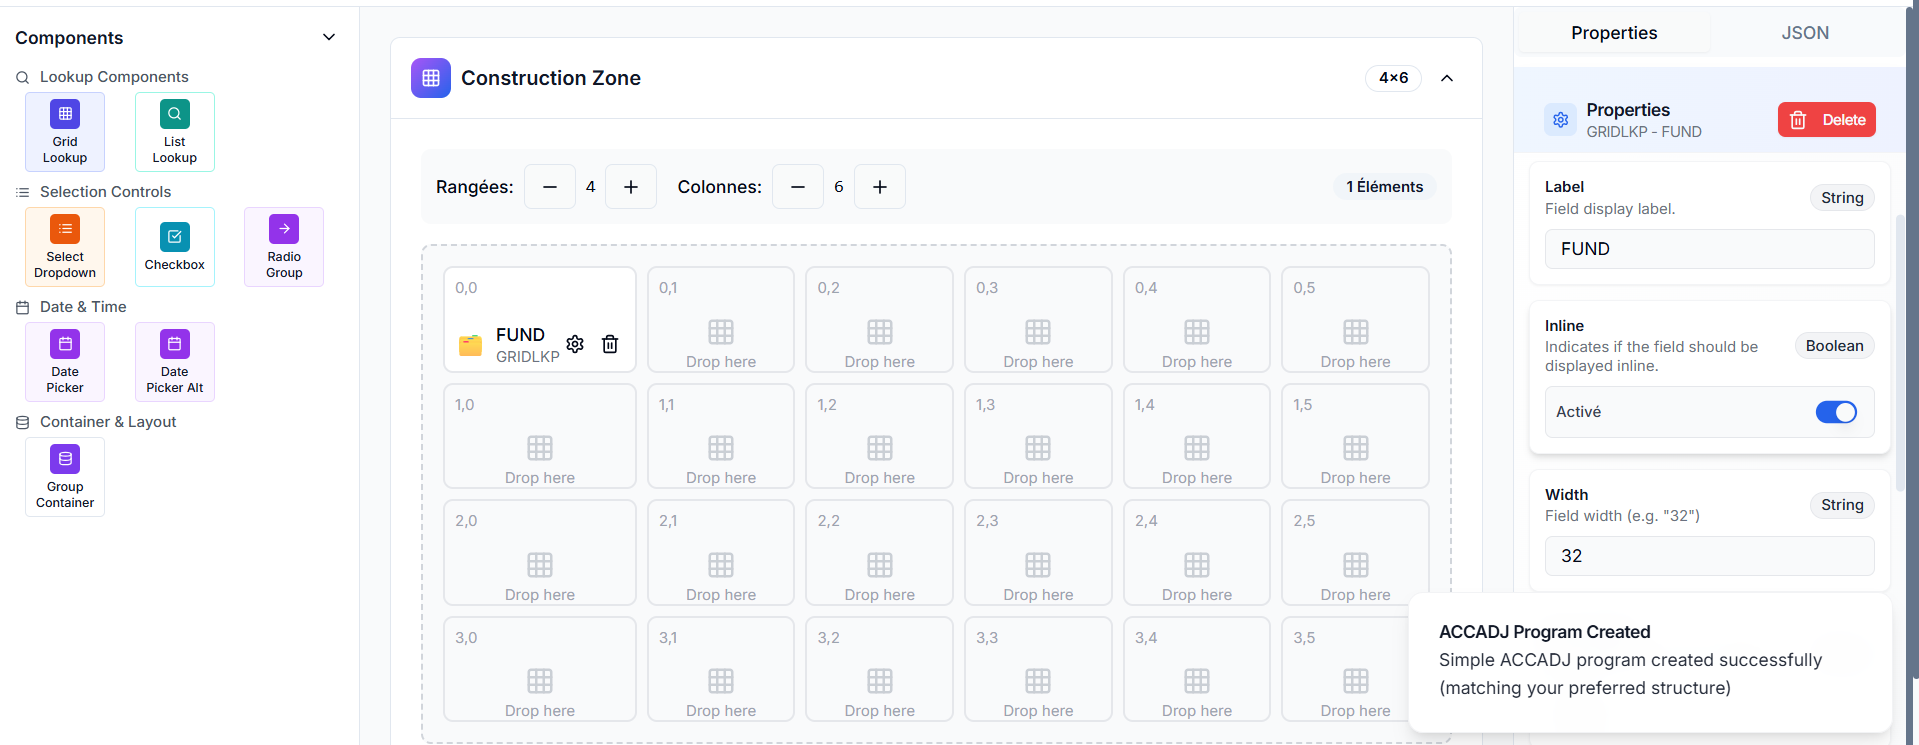 Components
Lookup Components
Grid
Lookup
List
Lookup
Selection Controls
Select
Dropdown
Checkbox
Radio
Group
Date & Time
Date
Picker
Date
Picker Alt
Container & Layout
Group
Container
Construction Zone
4×6
Rangées:
4
Colonnes:
6
1 Éléments
0,0
FUND
GRIDLKP
0,1
Drop here
0,2
Drop here
0,3
Drop here
0,4
Drop here
0,5
Drop here
1,0
Drop here
1,1
Drop here
1,2
Drop here
1,3
Drop here
1,4
Drop here
1,5
Drop here
2,0
Drop here
2,1
Drop here
2,2
Drop here
2,3
Drop here
2,4
Drop here
2,5
Drop here
3,0
Drop here
3,1
Drop here
3,2
Drop here
3,3
Drop here
3,4
Drop here
3,5
Drop here
Properties
JSON
Properties
GRIDLKP - FUND
Delete
Label
Field display label.
String
FUND
Inline
Indicates if the field should be
displayed inline.
Boolean
Activé
Width
Field width (e.g. "32")
String
32
ACCADJ Program Created
Simple ACCADJ program created successfully
(matching your preferred structure)